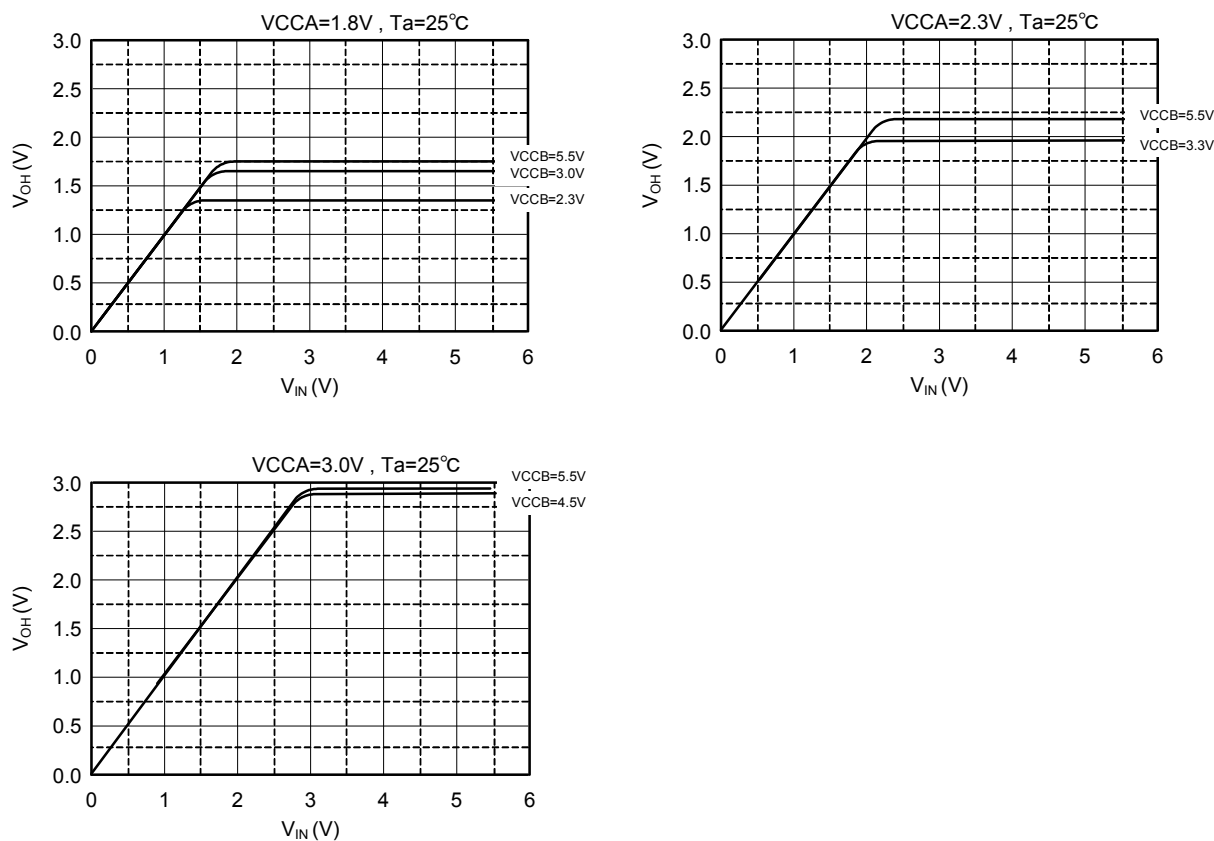 VCCA=1.8V , Ta=25℃
3.0
2.5
2.0
1.5
1.0
0.5
0.0
VOH (V)
VCCB=5.5V
VCCB=3.0V
VCCB=2.3V
0 1 2 3 4 5 6
VIN (V)
VCCA=2.3V , Ta=25℃
3.0
2.5
2.0
1.5
1.0
0.5
0.0
VOH (V)
VCCB=5.5V
VCCB=3.3V
0 1 2 3 4 5 6
VIN (V)
VCCA=3.0V , Ta=25℃
3.0
2.5
2.0
1.5
1.0
0.5
0.0
VOH (V)
VCCB=5.5V
VCCB=4.5V
0 1 2 3 4 5 6
VIN (V)